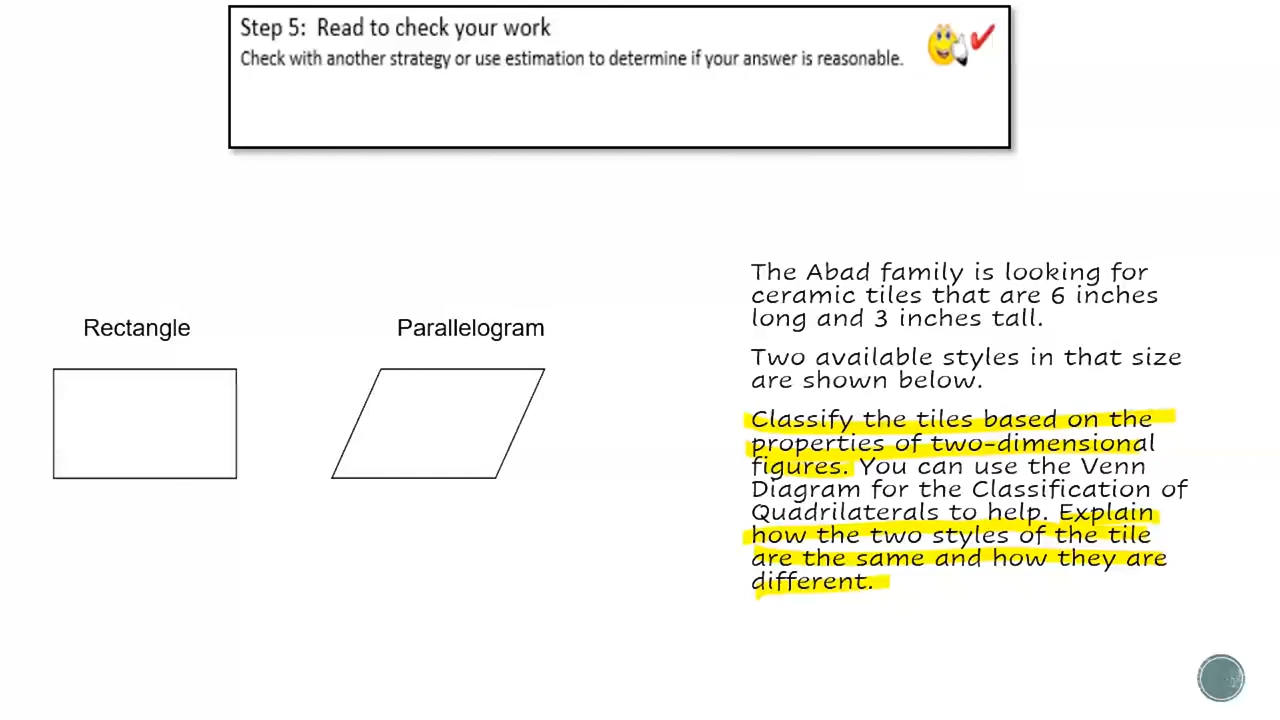 Step 5:  Read to check your work
Check with another strategy or use estimation to determine if your answer is reasonable.
Rectangle
Parallelogram
The Abad family is looking for
ceramic tiles that are 6 inches
long and 3 inches tall.
Two available styles in that size
are shown below.
Classify the tiles based on the
properties of two-dimensional
figures. You can use the Venn
Diagram for the Classification of
Quadrilaterals to help. Explain
how the two styles of the tile
are the same and how they are
different.